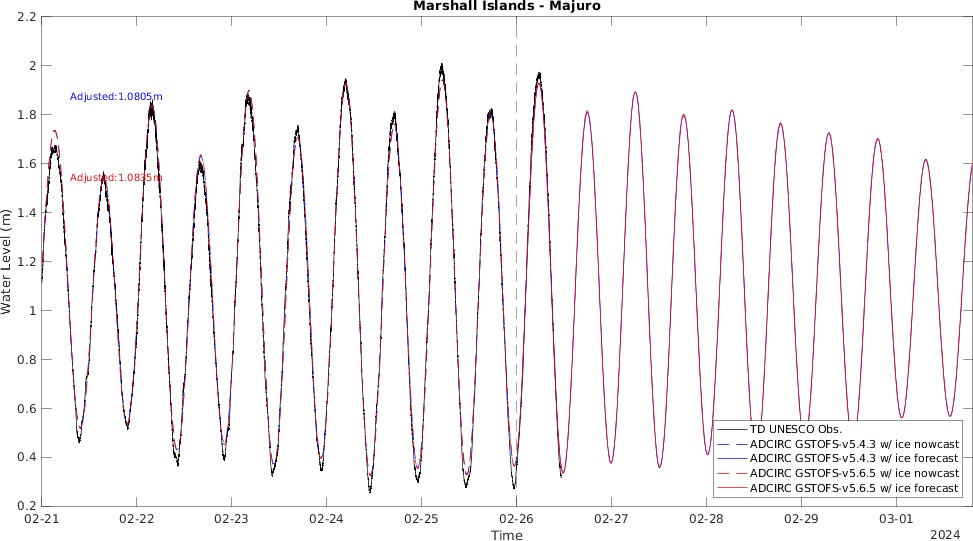 Marshall Islands - Majuro
2.2
2
1.8
1.6
1.4
1.2
1
0.8
0.6
0.4
0.2
Water Level (m)
Adjusted:1.0805m
Adjusted:1.0835m
TD UNESCO Obs.
ADCIRC GSTOFS-v5.4.3 w/ ice nowcast
ADCIRC GSTOFS-v5.4.3 w/ ice forecast
ADCIRC GSTOFS-v5.6.5 w/ ice nowcast
ADCIRC GSTOFS-v5.6.5 w/ ice forecast
02-21 02-22 02-23 02-24 02-25 02-26 02-27 02-28 02-29 03-01
Time
2024